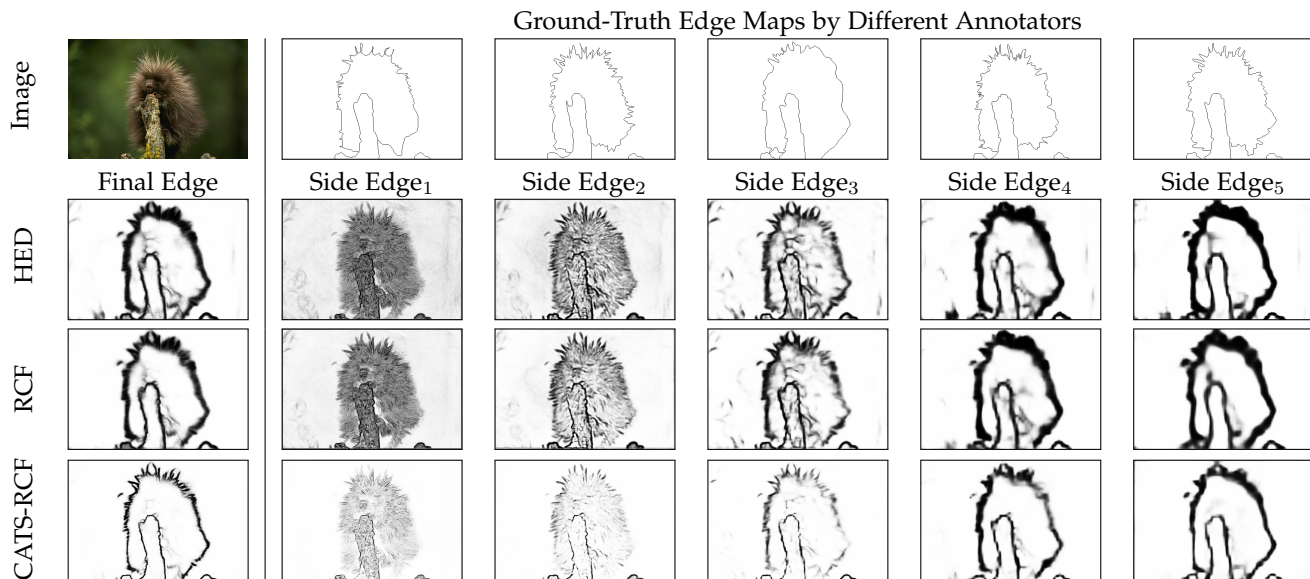 Ground-Truth Edge Maps by Different Annotators
Image
Final Edge Side Edge₁ Side Edge₂ Side Edge₃ Side Edge₄ Side Edge₅
HED
RCF
CATS-RCF